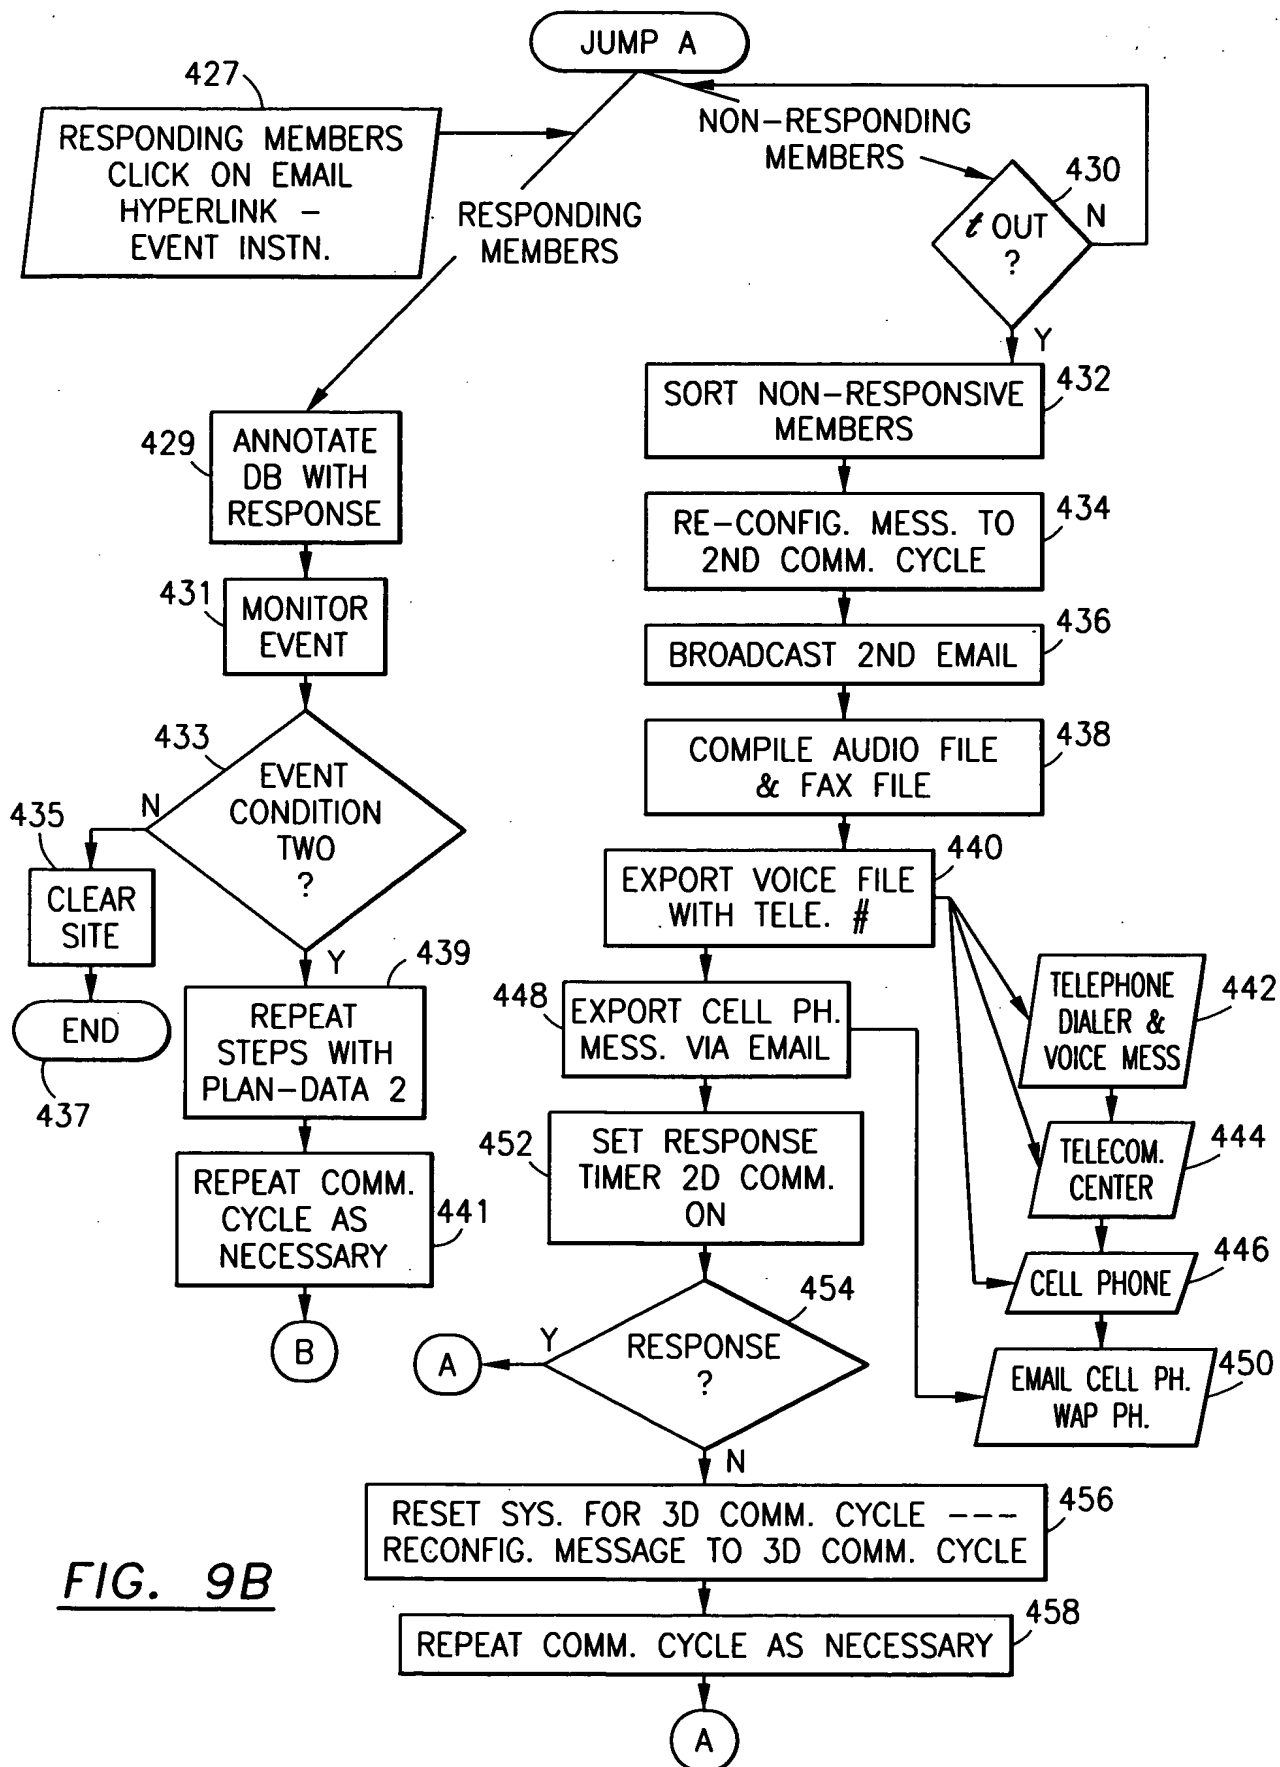 JUMP A
427
RESPONDING MEMBERS
CLICK ON EMAIL
HYPERLINK –
EVENT INSTN.
NON–RESPONDING
MEMBERS
RESPONDING
MEMBERS
430
t OUT
?
N
Y
432
SORT NON–RESPONSIVE
MEMBERS
429
ANNOTATE
DB WITH
RESPONSE
434
RE–CONFIG. MESS. TO
2ND COMM. CYCLE
431
MONITOR
EVENT
436
BROADCAST 2ND EMAIL
433
EVENT
CONDITION
TWO
?
N
Y
438
COMPILE AUDIO FILE
& FAX FILE
435
CLEAR
SITE
END
437
440
EXPORT VOICE FILE
WITH TELE. #
439
REPEAT
STEPS WITH
PLAN–DATA 2
448
EXPORT CELL PH.
MESS. VIA EMAIL
TELEPHONE
DIALER &
VOICE MESS
442
441
REPEAT COMM.
CYCLE AS
NECESSARY
B
452
SET RESPONSE
TIMER 2D COMM.
ON
TELECOM.
CENTER
444
CELL PHONE
446
454
RESPONSE
?
Y
A
N
EMAIL CELL PH.
WAP PH.
450
456
RESET SYS. FOR 3D COMM. CYCLE –––
RECONFIG. MESSAGE TO 3D COMM. CYCLE
458
REPEAT COMM. CYCLE AS NECESSARY
A
FIG. 9B